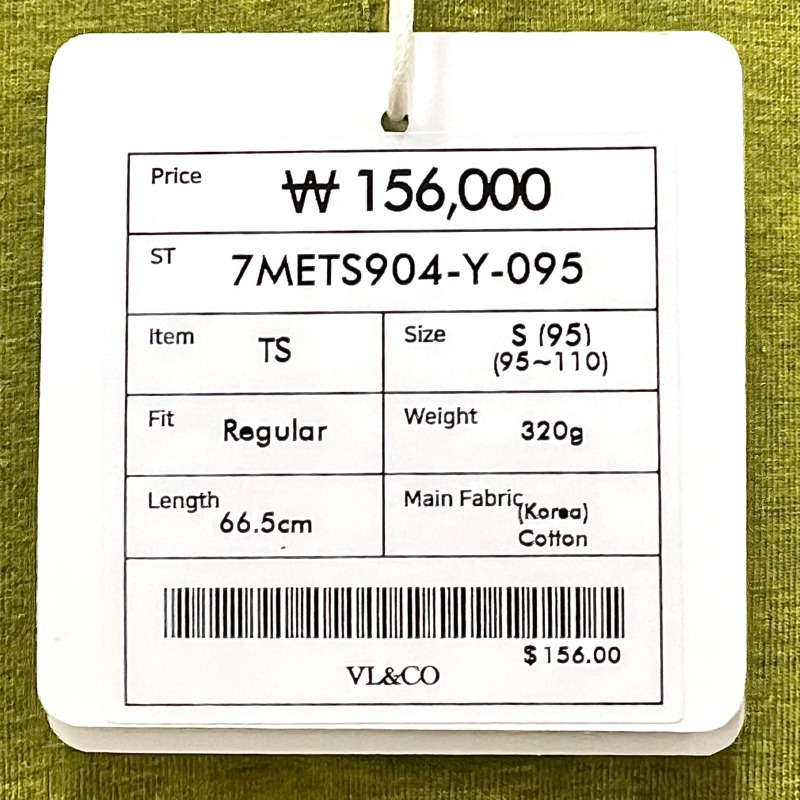 Price ₩ 156,000
ST 7METS904-Y-095
Item TS
Size S (95)
(95~110)
Fit Regular
Weight 320g
Length 66.5cm
Main Fabric (Korea)
Cotton
$156.00
VL&CO